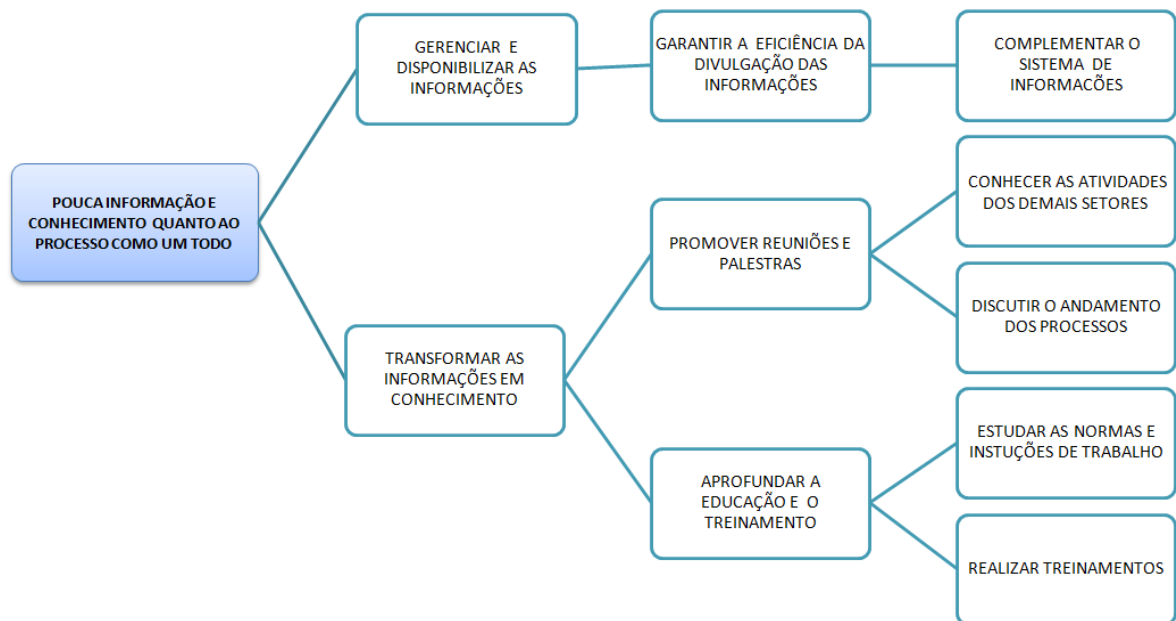 GERENCIAR E
DISPONIBILIZAR AS
INFORMAÇÕES
GARANTIR A EFICIÊNCIA DA
DIVULGAÇÃO DAS
INFORMAÇÕES
COMPLEMENTAR O
SISTEMA DE
INFORMACÕES
POUCA INFORMAÇÃO E
CONHECIMENTO QUANTO AO
PROCESSO COMO UM TODO
CONHECER AS ATIVIDADES
DOS DEMAIS SETORES
PROMOVER REUNIÕES E
PALESTRAS
DISCUTIR O ANDAMENTO
DOS PROCESSOS
TRANSFORMAR AS
INFORMAÇÕES EM
CONHECIMENTO
ESTUDAR AS NORMAS E
INSTUÇÕES DE TRABALHO
APROFUNDAR A
EDUCAÇÃO E O
TREINAMENTO
REALIZAR TREINAMENTOS